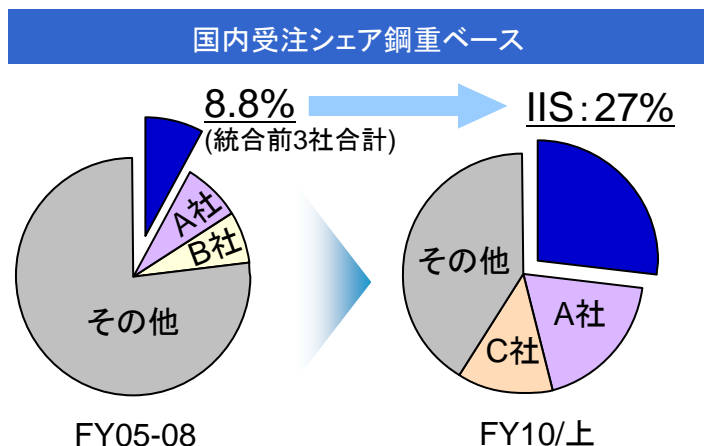 国内受注シェア鋼重ベース
8.8%
(統合前3社合計)
IIS:27%
A社
B社
その他
その他
A社
C社
FY05-08
FY10/上